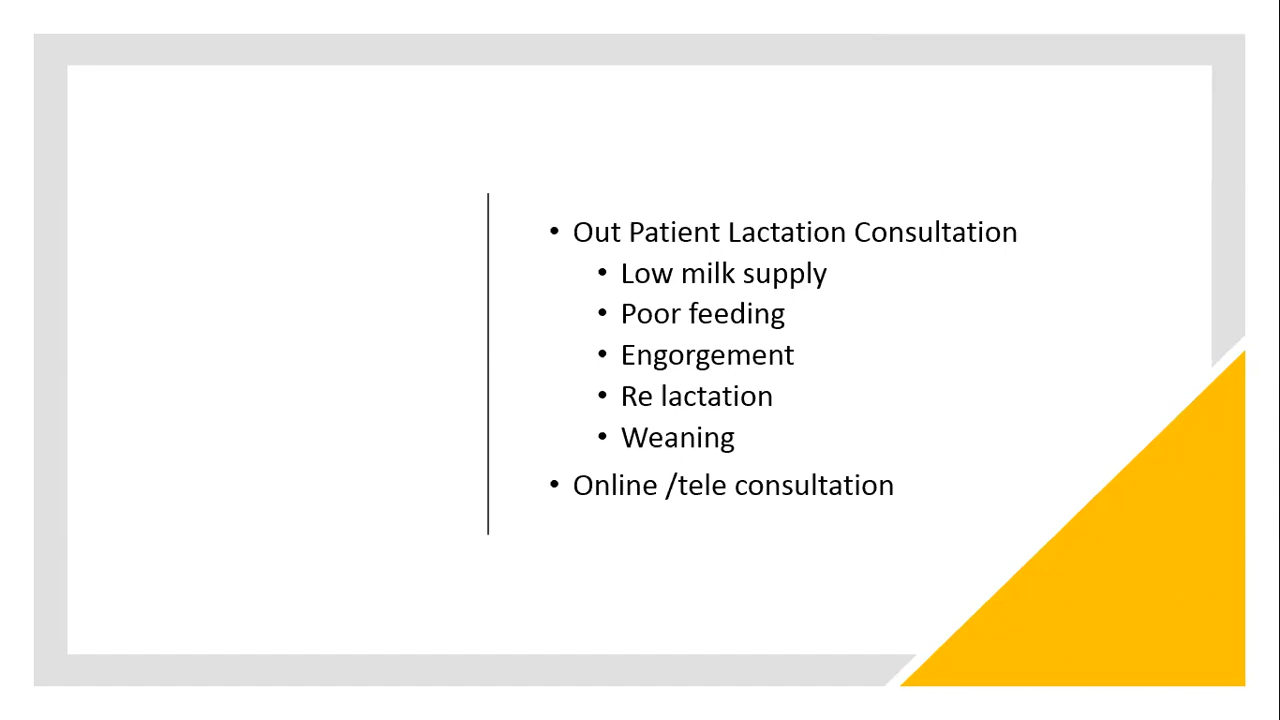 • Out Patient Lactation Consultation
• Low milk supply
• Poor feeding
• Engorgement
• Re lactation
• Weaning
• Online /tele consultation